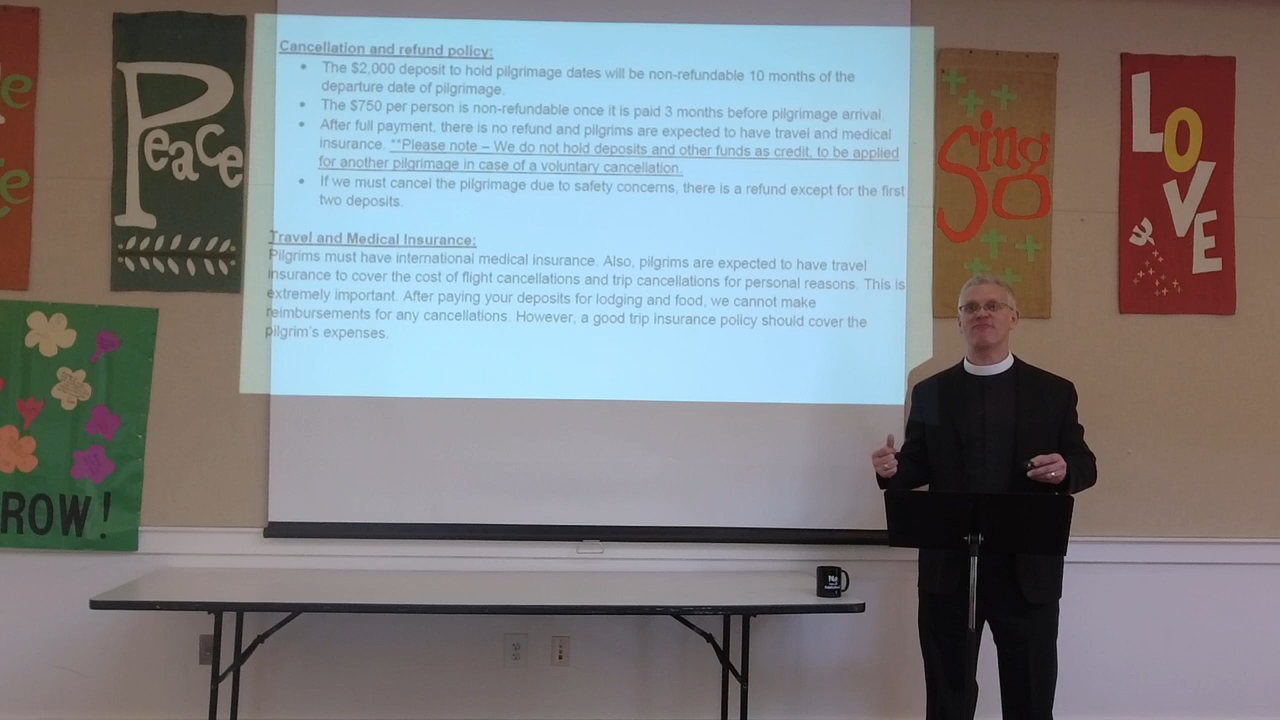 Cancellation and refund policy:
• The $2,000 deposit to hold pilgrimage dates will be non-refundable 10 months of the
departure date of pilgrimage.
• The $750 per person is non-refundable once it is paid 3 months before pilgrimage arrival.
• After full payment, there is no refund and pilgrims are expected to have travel and medical
insurance. **Please note – We do not hold deposits and other funds as credit, to be applied
for another pilgrimage in case of a voluntary cancellation.
• If we must cancel the pilgrimage due to safety concerns, there is a refund except for the first
two deposits.
Travel and Medical Insurance:
Pilgrims must have international medical insurance. Also, pilgrims are expected to have travel
insurance to cover the cost of flight cancellations and trip cancellations for personal reasons. This is
extremely important. After paying your deposits for lodging and food, we cannot make
reimbursements for any cancellations. However, a good trip insurance policy should cover the
pilgrim's expenses.
Peace
Sing
LOVE
ROW!
No